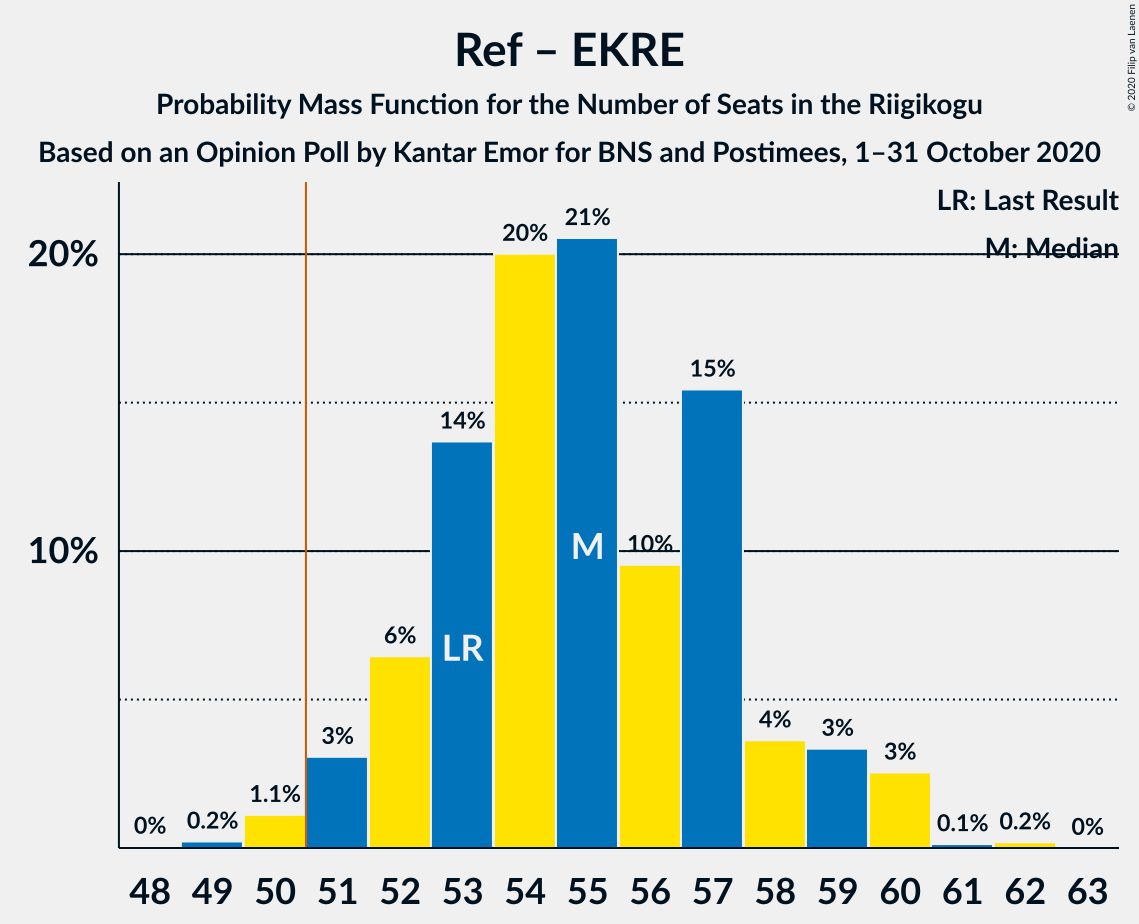 Ref – EKRE
Probability Mass Function for the Number of Seats in the Riigikogu
Based on an Opinion Poll by Kantar Emor for BNS and Postimees, 1–31 October 2020
© 2020 Filip van Laenen
LR: Last Result
M: Median
20%
10%
0%
0.2%
1.1%
3%
6%
14%
20%
21%
10%
15%
4%
3%
3%
0.1%
0.2%
0%
LR
M
48 49 50 51 52 53 54 55 56 57 58 59 60 61 62 63